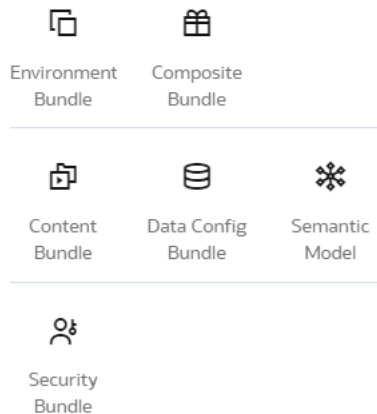 Environment Composite
Bundle Bundle
Content Data Config Semantic
Bundle Bundle Model
Security
Bundle